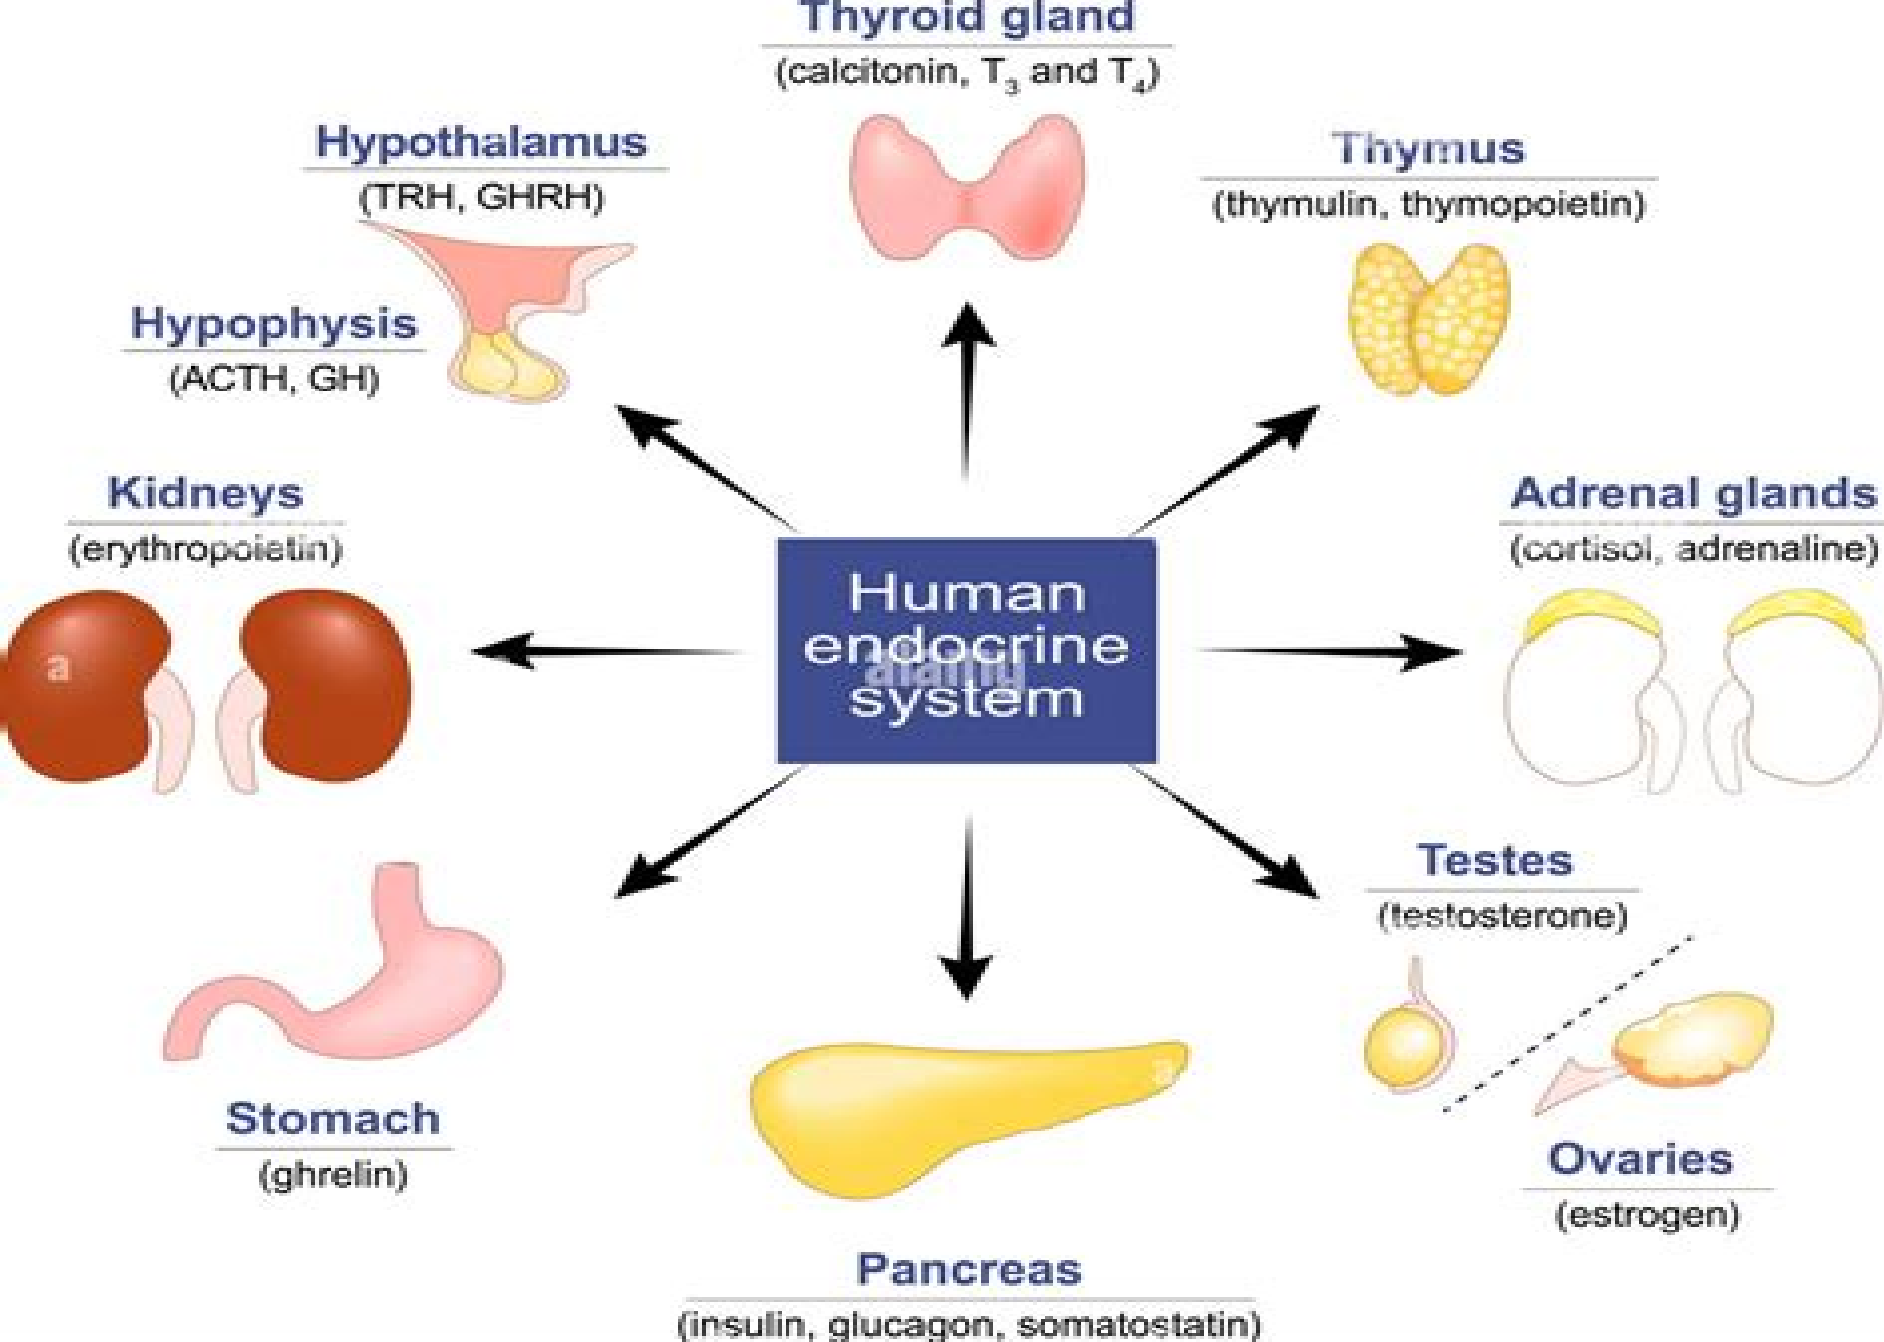 Thyroid gland
(calcitonin, T₃ and T₄)
Hypothalamus
(TRH, GHRH)
Thymus
(thymulin, thymopoietin)
Hypophysis
(ACTH, GH)
Kidneys
(erythropoietin)
a
Adrenal glands
(cortisol, adrenaline)
Human
endocrine
alamy
system
Testes
(testosterone)
Stomach
(ghrelin)
a
Ovaries
(estrogen)
Pancreas
(insulin, glucagon, somatostatin)